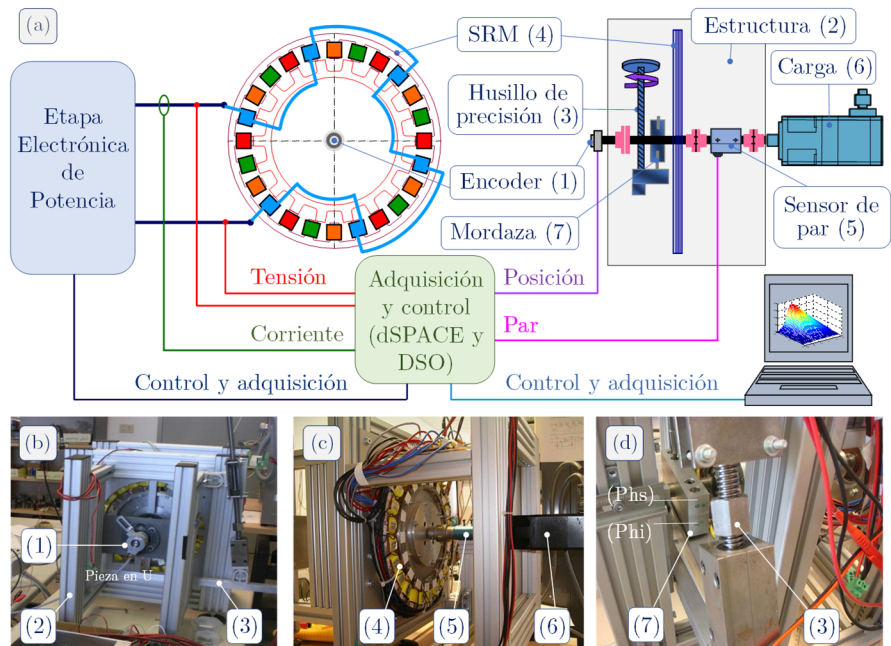 (a)
SRM (4)
Estructura (2)
Carga (6)
Etapa
Electrónica
de
Potencia
Husillo de
precisión (3)
Encoder (1)
Mordaza (7)
Sensor de
par (5)
Tensión
Corriente
Adquisición
y control
(dSPACE y
DSO)
Posición
Par
Control y adquisición
Control y adquisición
(b)
(1)
Pieza en U
(2)
(3)
(c)
(4)
(5)
(6)
(d)
(Phs)
(Phi)
(7)
(3)